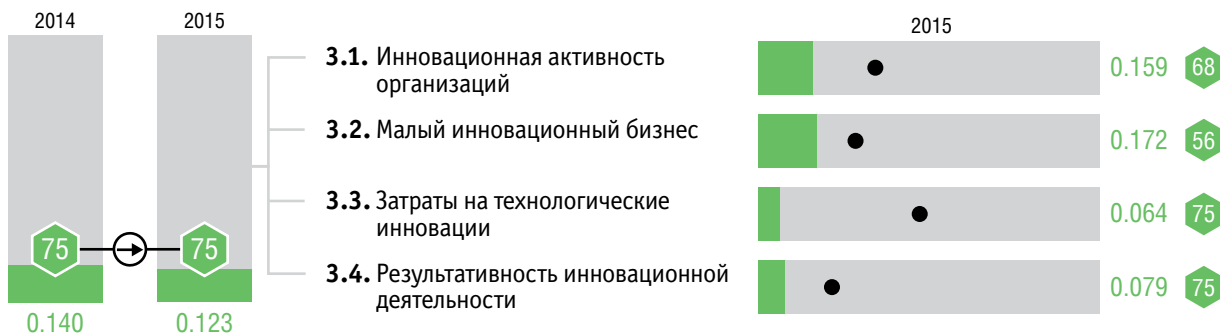 2014
2015
75
75
0.140
0.123
3.1. Инновационная активность
организаций
3.2. Малый инновационный бизнес
3.3. Затраты на технологические
инновации
3.4. Результативность инновационной
деятельности
2015
0.159 68
0.172 56
0.064 75
0.079 75